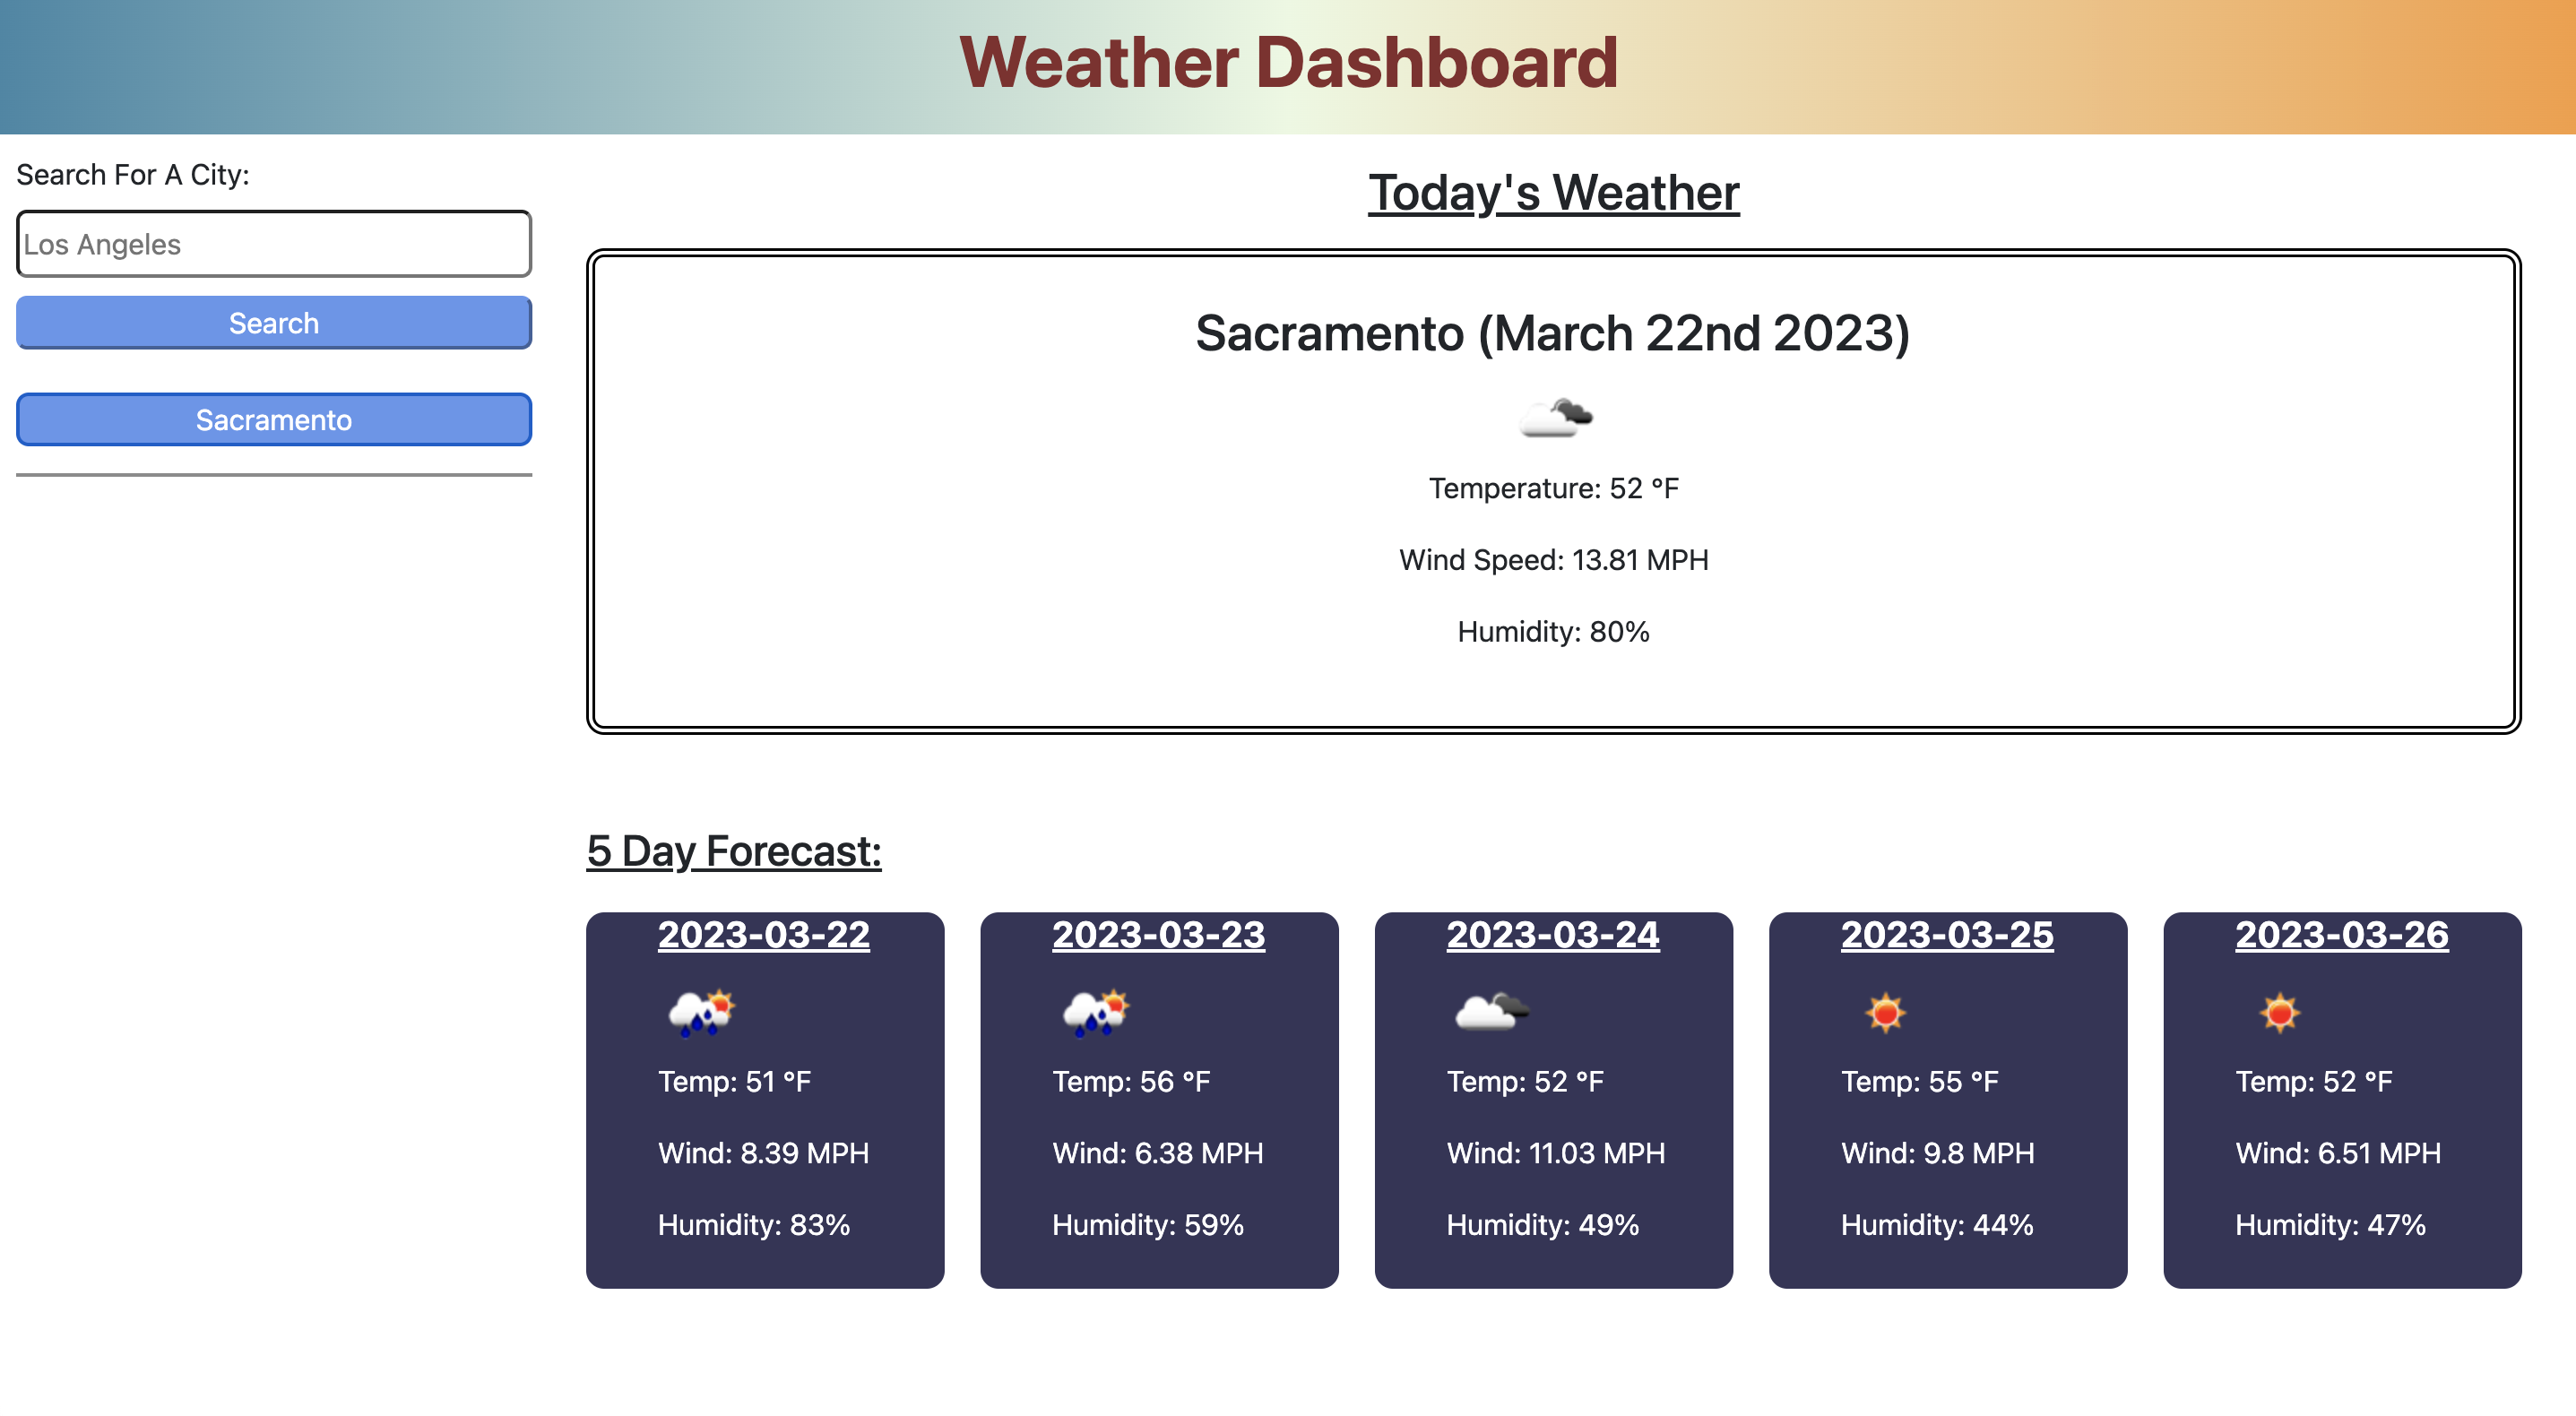 Weather Dashboard
Search For A City:
Los Angeles
Search
Sacramento
Today's Weather
Sacramento (March 22nd 2023)
Temperature: 52 °F
Wind Speed: 13.81 MPH
Humidity: 80%
5 Day Forecast:
2023-03-22
Temp: 51 °F
Wind: 8.39 MPH
Humidity: 83%
2023-03-23
Temp: 56 °F
Wind: 6.38 MPH
Humidity: 59%
2023-03-24
Temp: 52 °F
Wind: 11.03 MPH
Humidity: 49%
2023-03-25
Temp: 55 °F
Wind: 9.8 MPH
Humidity: 44%
2023-03-26
Temp: 52 °F
Wind: 6.51 MPH
Humidity: 47%